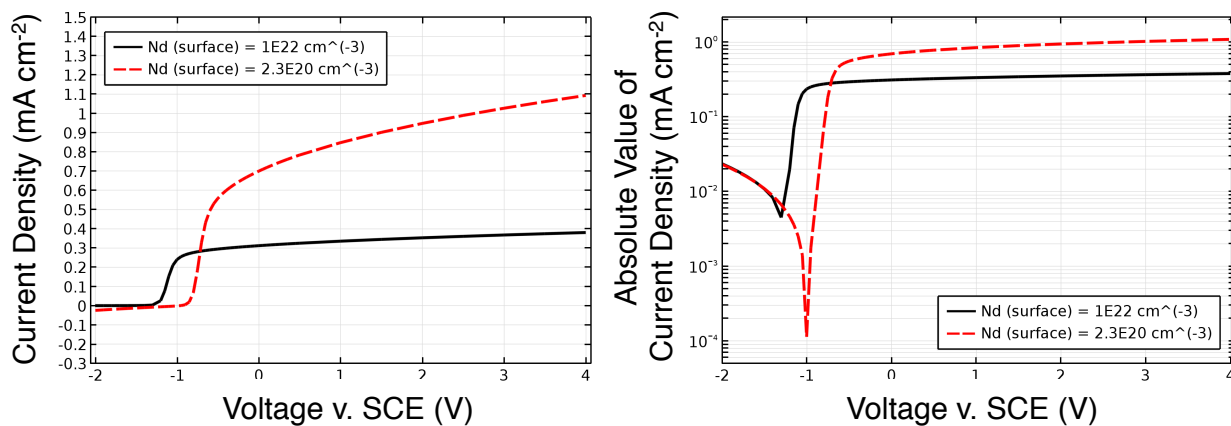 Current Density (mA cm-2)
1.5
1.4
1.3
1.2
1.1
1
0.9
0.8
0.7
0.6
0.5
0.4
0.3
0.2
0.1
0
-0.1
-0.2
-0.3
Nd (surface) = 1E22 cm^(-3)
Nd (surface) = 2.3E20 cm^(-3)
-2 -1 0 1 2 3 4
Voltage v. SCE (V)
Absolute Value of
Current Density (mA cm-2)
10^0
10^-1
10^-2
10^-3
10^-4
Nd (surface) = 1E22 cm^(-3)
Nd (surface) = 2.3E20 cm^(-3)
-2 -1 0 1 2 3 4
Voltage v. SCE (V)